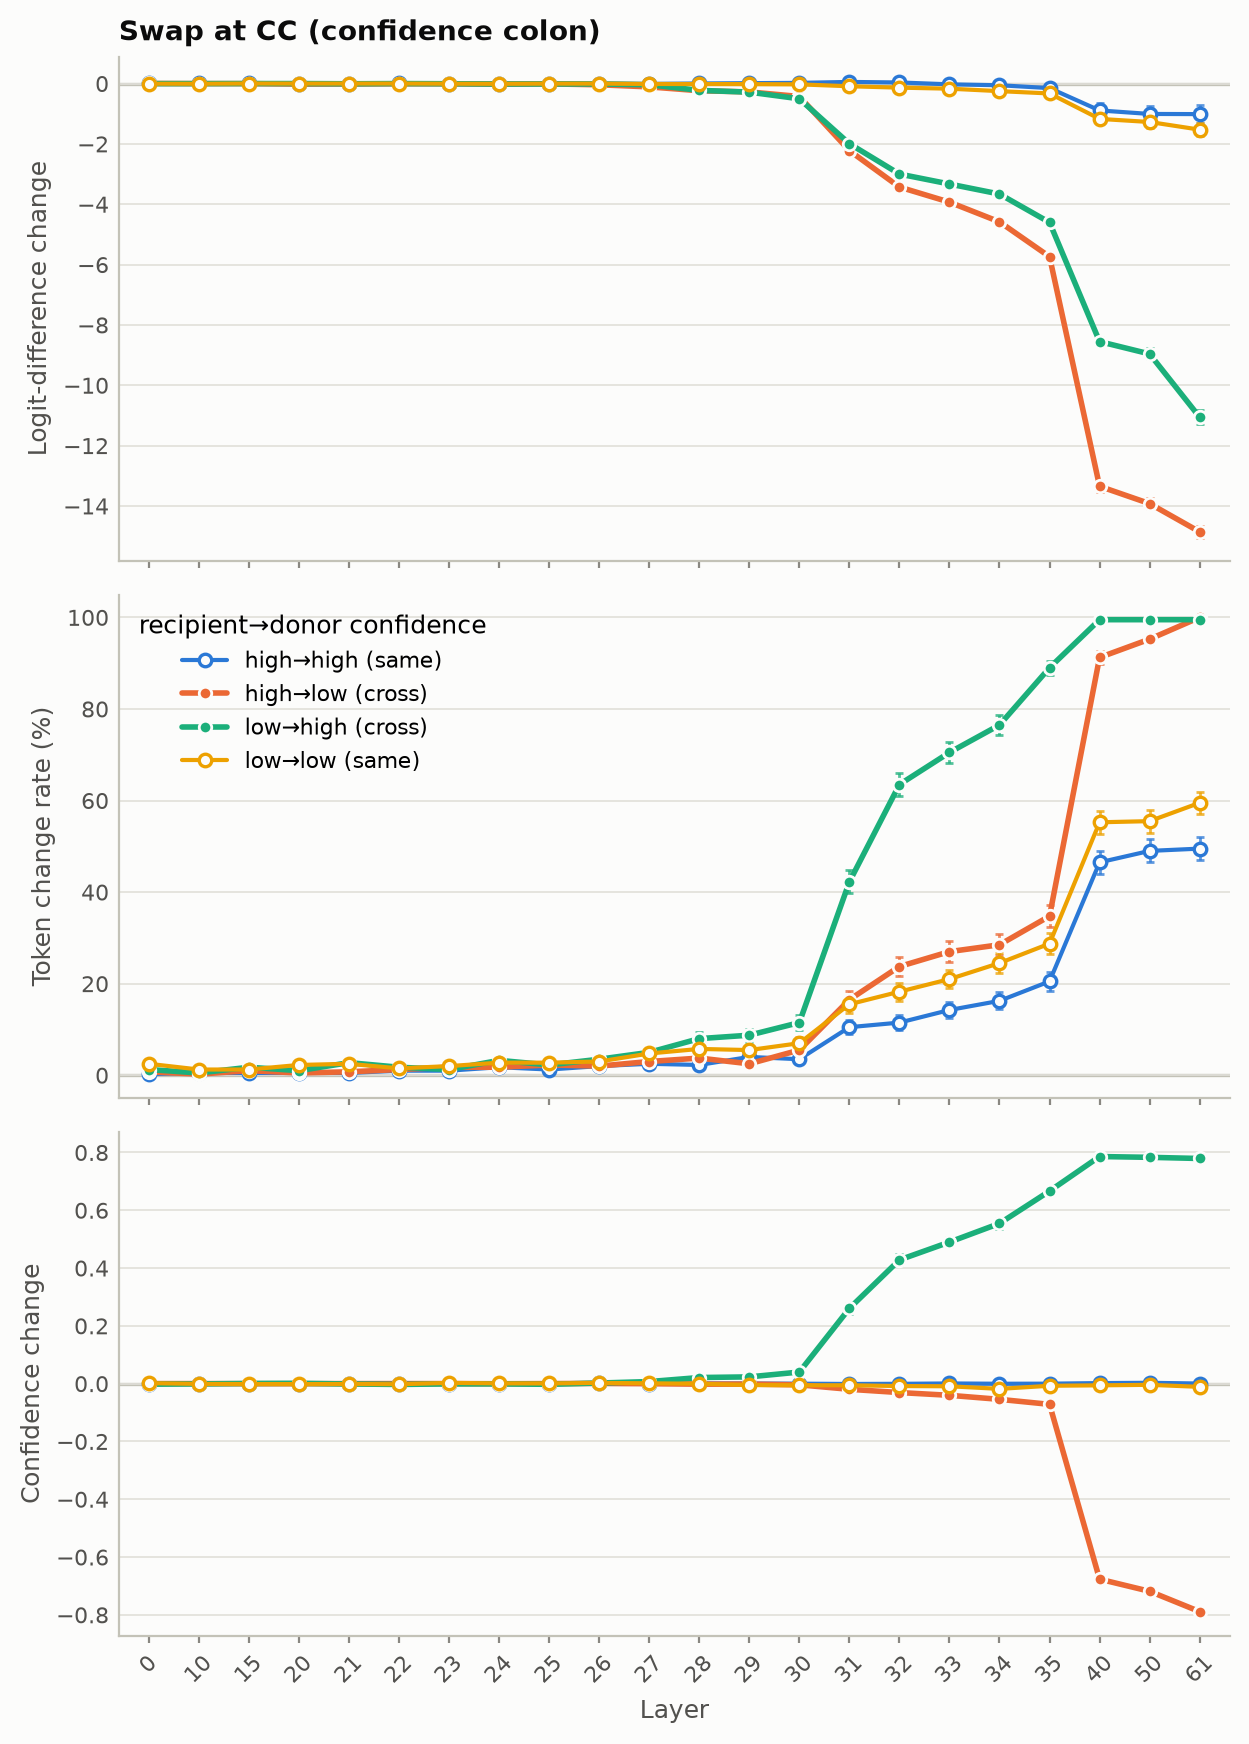 Swap at CC (confidence colon)
Logit-difference change
0
−2
−4
−6
−8
−10
−12
−14
Token change rate (%)
100
80
60
40
20
0
recipient→donor confidence
high→high (same)
high→low (cross)
low→high (cross)
low→low (same)
Confidence change
0.8
0.6
0.4
0.2
0.0
−0.2
−0.4
−0.6
−0.8
0 10 15 20 21 22 23 24 25 26 27 28 29 30 31 32 33 34 35 40 50 61
Layer